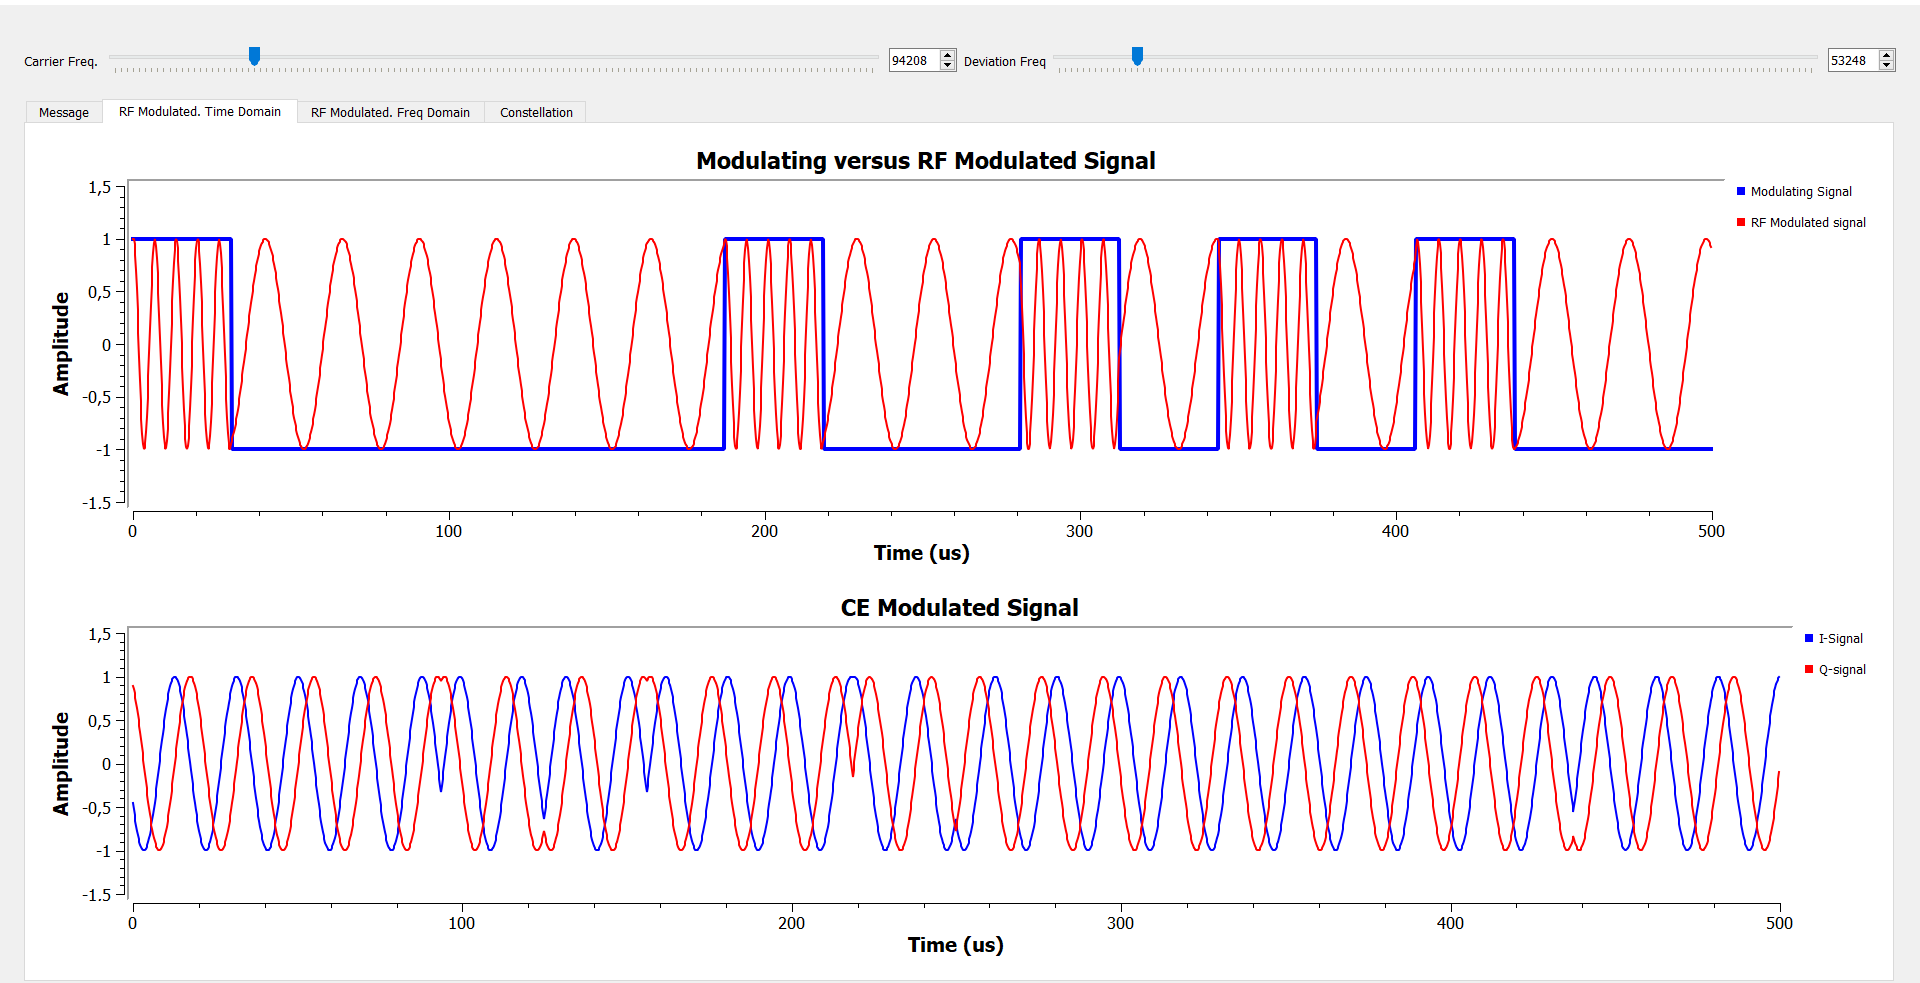 Carrier Freq. 94208 Deviation Freq 53248
Message RF Modulated. Time Domain RF Modulated. Freq Domain Constellation
Modulating versus RF Modulated Signal
1,5
1
0,5
0
-0,5
-1
-1.5
Amplitude
0 100 200 300 400 500
Time (us)
Modulating Signal
RF Modulated signal
CE Modulated Signal
1,5
1
0,5
0
-0,5
-1
-1.5
Amplitude
0 100 200 300 400 500
Time (us)
I-Signal
Q-signal